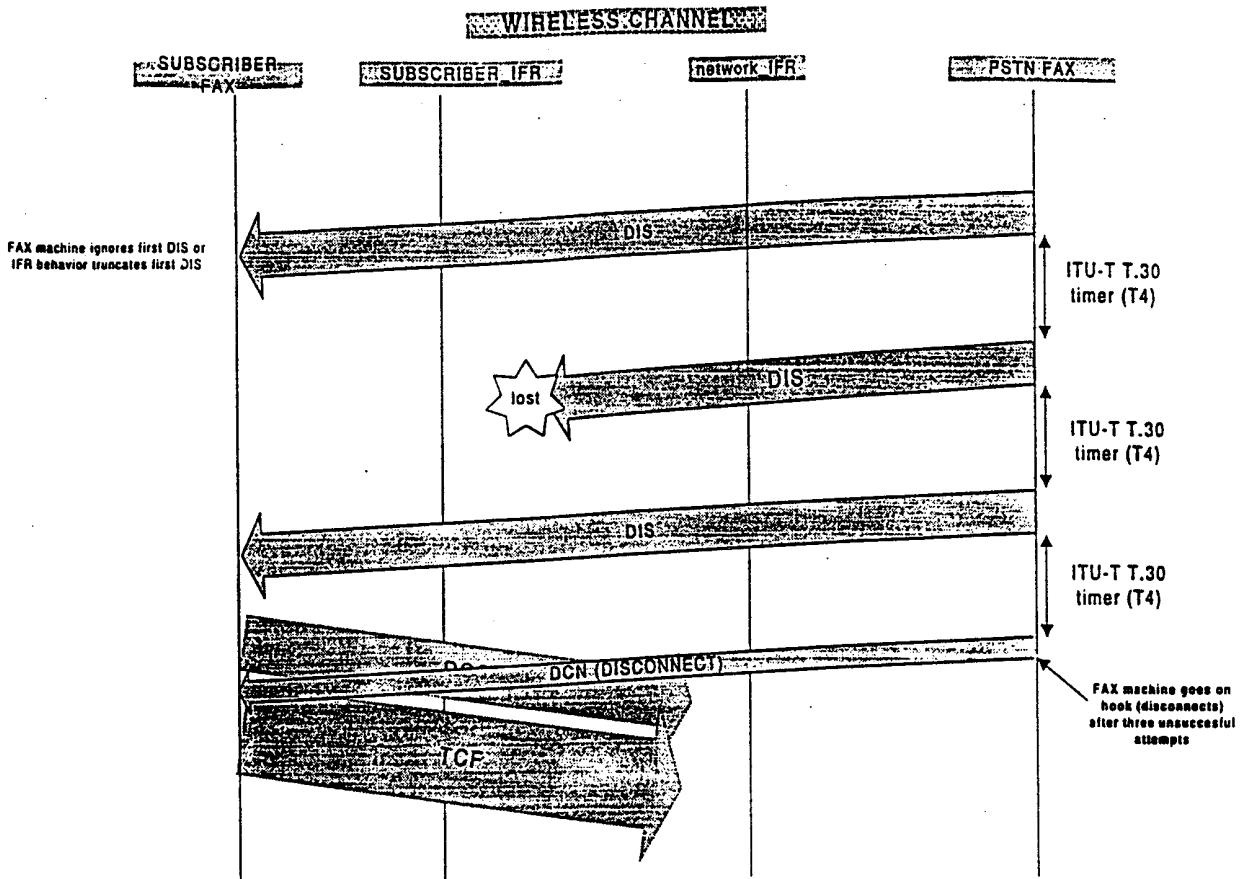 WIRELESS CHANNEL
SUBSCRIBER FAX
SUBSCRIBER_IFR
network_IFR
PSTN FAX
DIS
FAX machine ignores first DIS or
IFR behavior truncates first DIS
ITU-T T.30
timer (T4)
DIS
lost
ITU-T T.30
timer (T4)
DIS
ITU-T T.30
timer (T4)
DCN (DISCONNECT)
FAX machine goes on
hook (disconnects)
after three unsuccesful
attempts
TCF